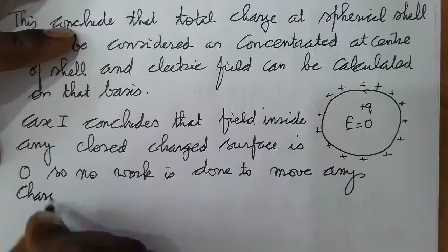 This conclude that total charge at spherical shell
be considered as concentrated at centre
of shell and electric field can be calculated
on that basis.
Case I concludes that field inside
any closed charged surface is
0 so no work is done to move any
Char
+q
E=0